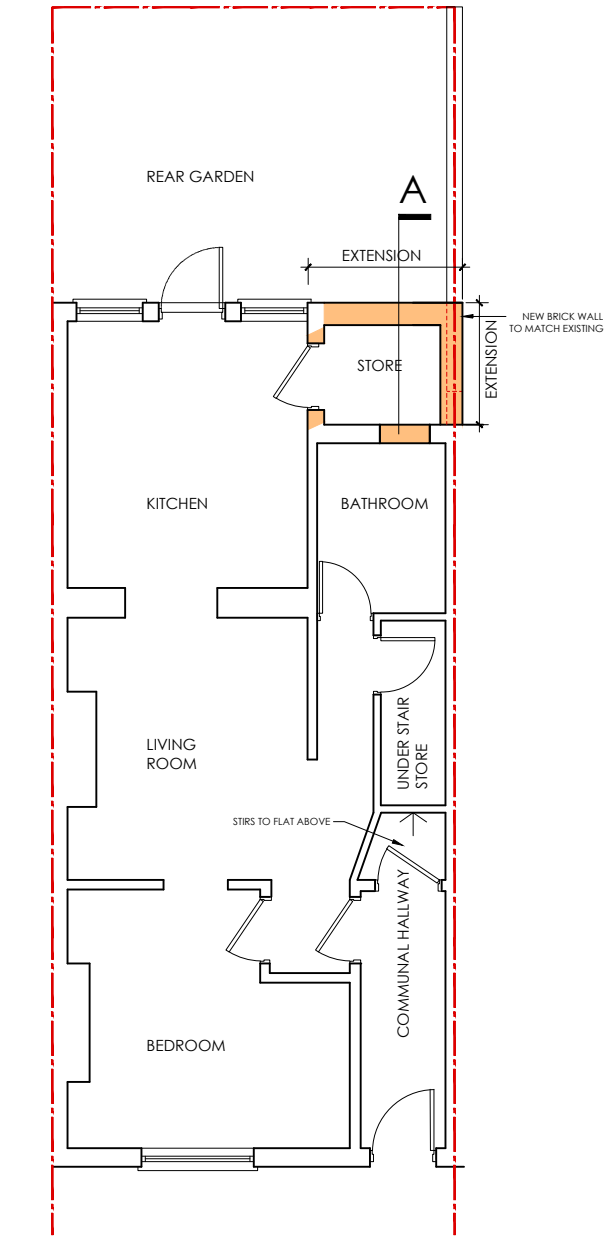 REAR GARDEN
A
EXTENSION
NEW BRICK WALL
TO MATCH EXISTING
EXTENSION
STORE
KITCHEN
BATHROOM
UNDER STAIR
STORE
LIVING
ROOM
STIRS TO FLAT ABOVE
COMMUNAL HALLWAY
BEDROOM